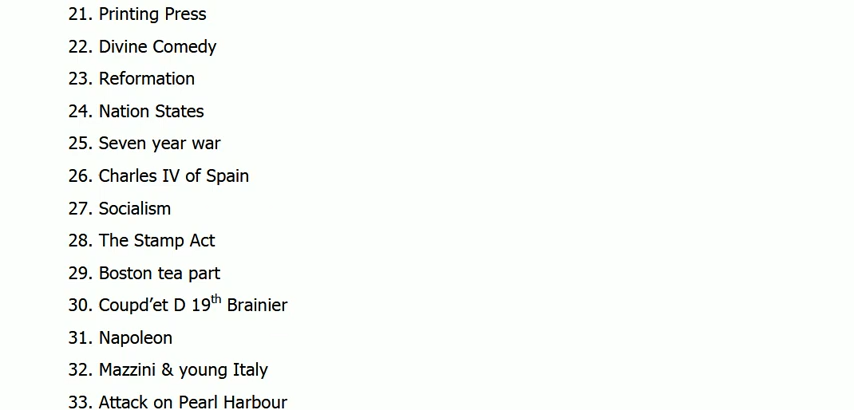 21. Printing Press
22. Divine Comedy
23. Reformation
24. Nation States
25. Seven year war
26. Charles IV of Spain
27. Socialism
28. The Stamp Act
29. Boston tea part
30. Coupd’et D 19th Brainier
31. Napoleon
32. Mazzini & young Italy
33. Attack on Pearl Harbour